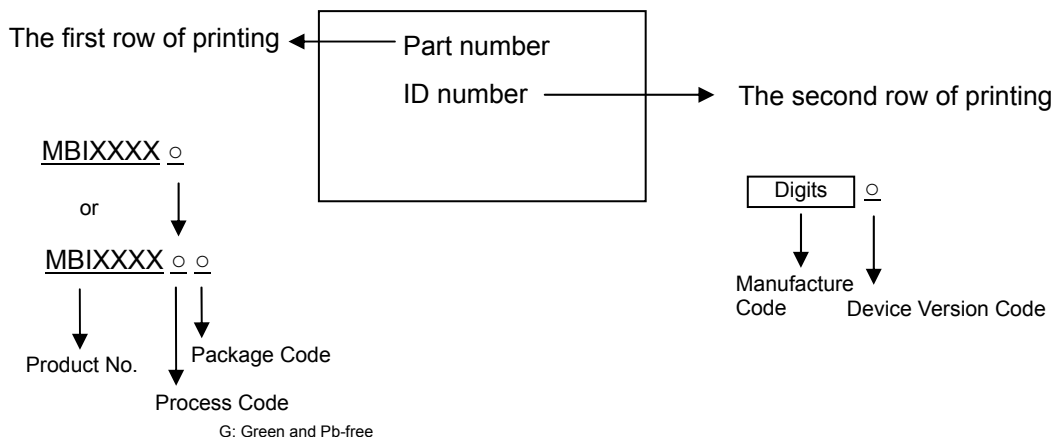 The first row of printing
Part number
ID number
The second row of printing
MBIXXXX ○
or
MBIXXXX ○ ○
Product No.
Package Code
Process Code
G: Green and Pb-free
Digits ○
Manufacture
Code
Device Version Code